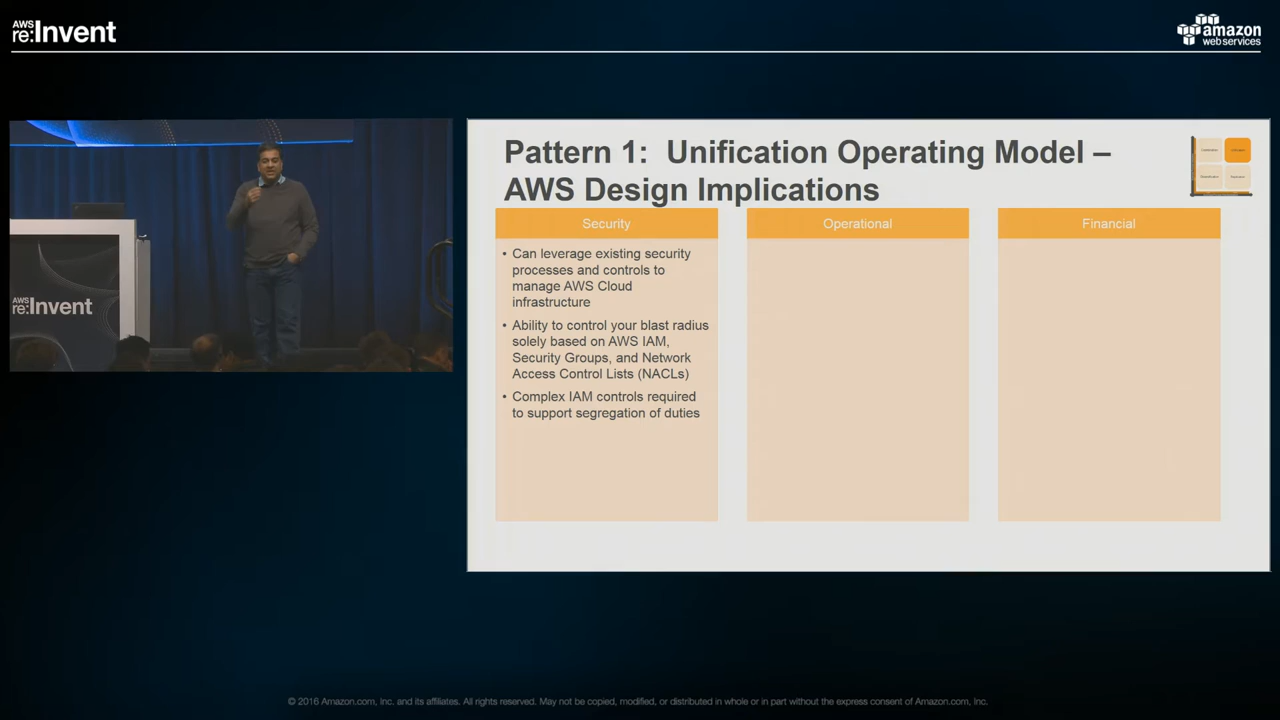 AWS
re:Invent
amazon
web services
AWS
re:Invent
Pattern 1: Unification Operating Model –
AWS Design Implications
Security
• Can leverage existing security
processes and controls to
manage AWS Cloud
infrastructure
• Ability to control your blast radius
solely based on AWS IAM,
Security Groups, and Network
Access Control Lists (NACLs)
• Complex IAM controls required
to support segregation of duties
Operational
Financial
© 2016 Amazon.com, Inc. and its affiliates. All rights reserved. May not be copied, modified, or distributed in whole or in part without the express consent of Amazon.com, Inc.